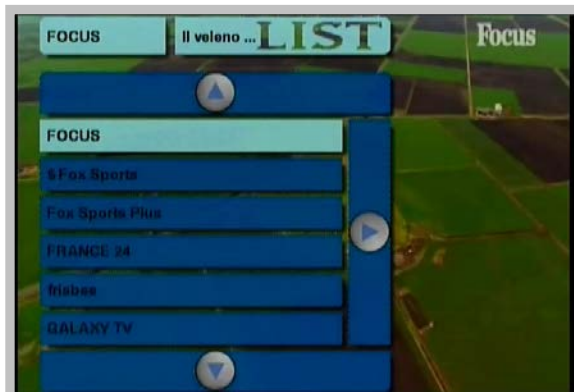 FOCUS
Il veleno ... LIST
Focus
FOCUS
$ Fox Sports
Fox Sports Plus
FRANCE 24
frisbee
GALAXY TV